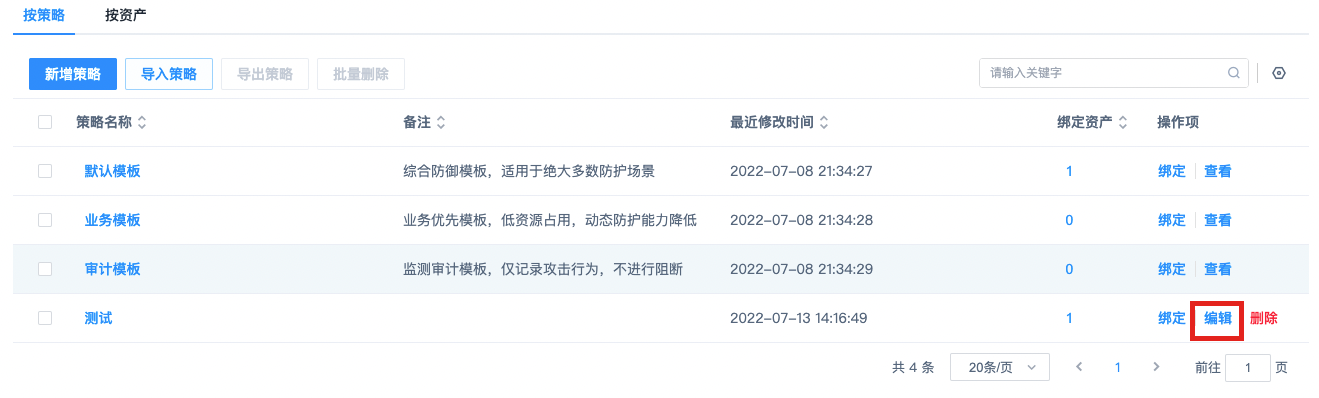 按策略 按资产
新增策略 导入策略 导出策略 批量删除 请输入关键字
策略名称 备注 最近修改时间 绑定资产 操作项
默认模板 综合防御模板，适用于绝大多数防护场景 2022-07-08 21:34:27 1 绑定 查看
业务模板 业务优先模板，低资源占用，动态防护能力降低 2022-07-08 21:34:28 0 绑定 查看
审计模板 监测审计模板，仅记录攻击行为，不进行阻断 2022-07-08 21:34:29 0 绑定 查看
测试 2022-07-13 14:16:49 1 绑定 编辑 删除
共 4 条 20条/页 1 前往 1 页